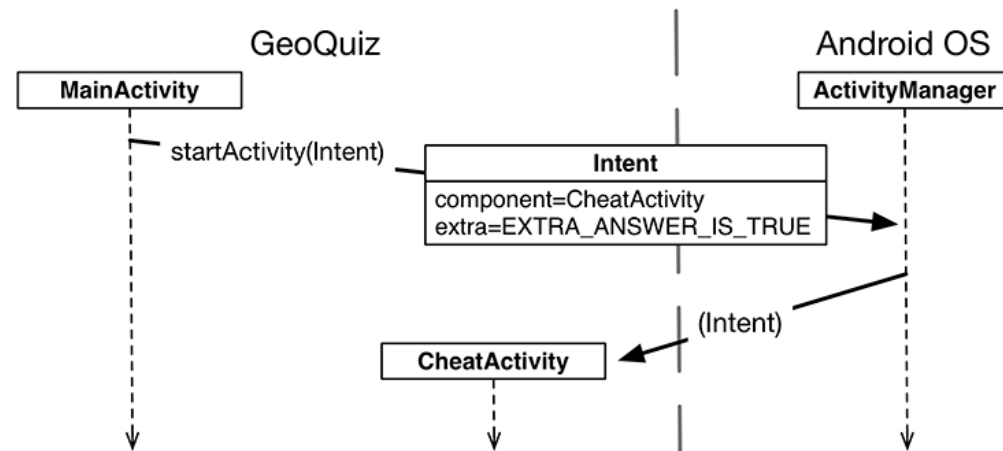 GeoQuiz
Android OS
MainActivity
ActivityManager
startActivity(Intent)
Intent
component=CheatActivity
extra=EXTRA_ANSWER_IS_TRUE
(Intent)
CheatActivity